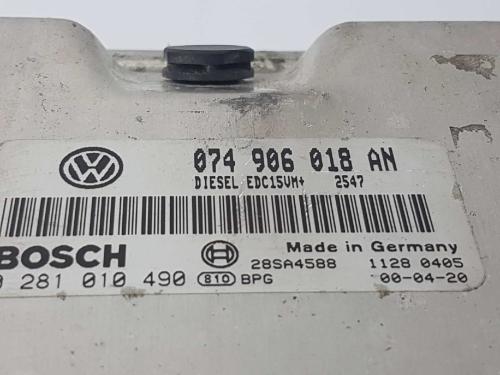 074 906 018 AN
DIESEL EDC15VM+ 2547
BOSCH Made in Germany
0 281 010 490 810 BPG 28SA4588 1128 0405
00-04-20